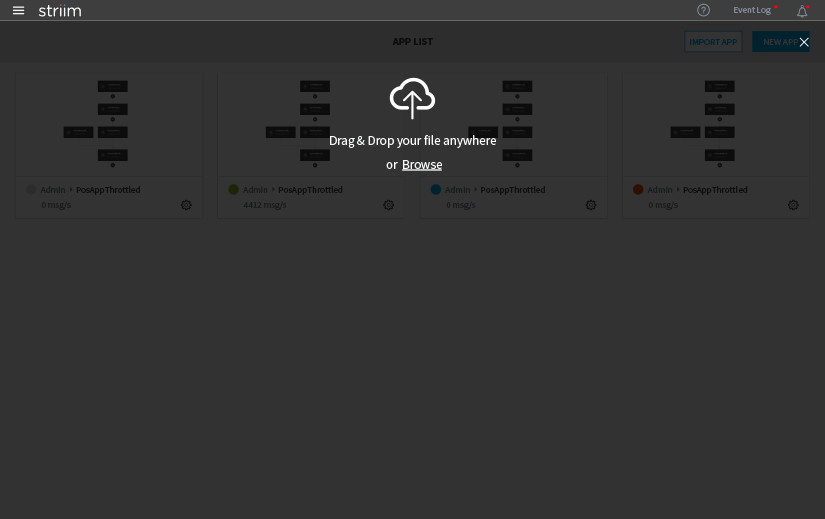 striim
Event Log
APP LIST
IMPORT APP
NEW APP
Drag & Drop your file anywhere
or Browse
Admin PosAppThrottled
0 msg/s
Admin PosAppThrottled
4412 msg/s
Admin PosAppThrottled
0 msg/s
Admin PosAppThrottled
0 msg/s